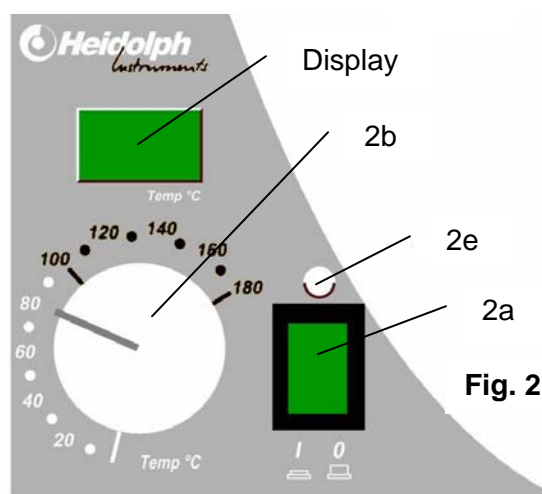 Heidolph
Instruments
Display
2b
Temp °C
120
140
100
160
2e
180
80
2a
60
Fig. 2
40
20
Temp °C
I 0